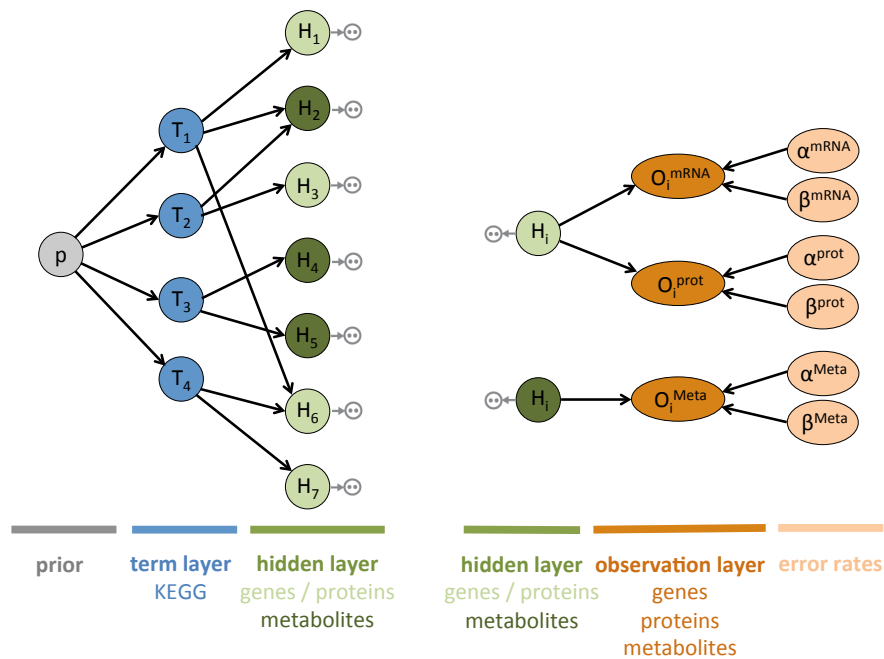 H1
H2
T1
H3
T2
p
H4
T3
H5
T4
H6
H7
Oi^mRNA
α^mRNA
β^mRNA
Hi
Oi^prot
α^prot
β^prot
Hi
Oi^Meta
α^Meta
β^Meta
prior
term layer
KEGG
hidden layer
genes / proteins
metabolites
hidden layer
genes / proteins
metabolites
observation layer
genes
proteins
metabolites
error rates